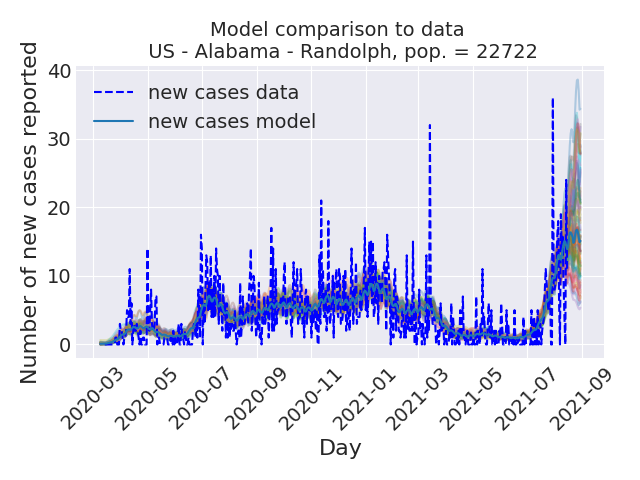 Model comparison to data
US - Alabama - Randolph, pop. = 22722
Number of new cases reported
40
30
20
10
0
new cases data
new cases model
2020-03
2020-05
2020-07
2020-09
2020-11
2021-01
2021-03
2021-05
2021-07
2021-09
Day